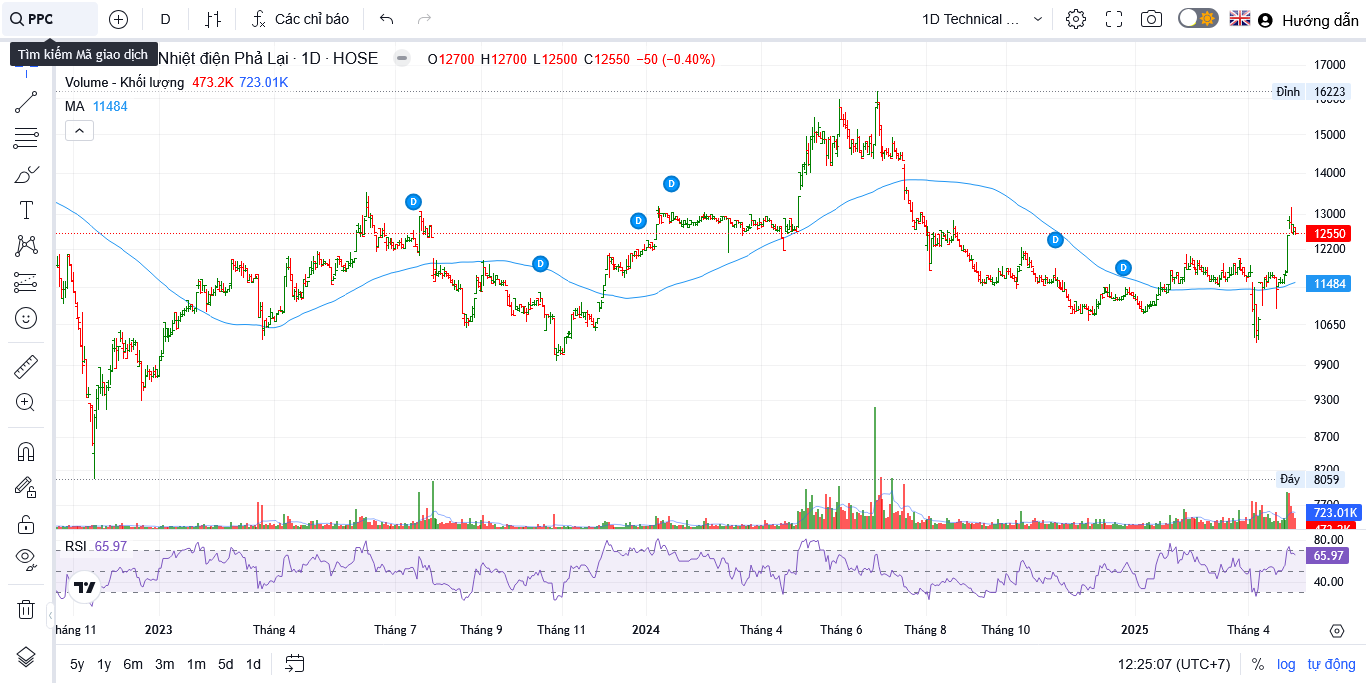 PPC
D
Các chỉ báo
1D Technical ...
Hướng dẫn
Tìm kiếm Mã giao dịch
Nhiệt điện Phả Lại · 1D · HOSE
O12700 H12700 L12500 C12550 −50 (−0.40%)
Volume - Khối lượng 473.2K 723.01K
MA 11484
17000
Đỉnh 16223
15000
14000
13000
12550
12200
11484
10650
9900
9300
8700
8200
Đáy 8059
7700
723.01K
473.2K
D
D
D
D
D
D
RSI 65.97
80.00
65.97
40.00
háng 11 2023 Tháng 4 Tháng 7 Tháng 9 Tháng 11 2024 Tháng 4 Tháng 6 Tháng 8 Tháng 10 2025 Tháng 4
5y 1y 6m 3m 1m 5d 1d
12:25:07 (UTC+7) % log tự động